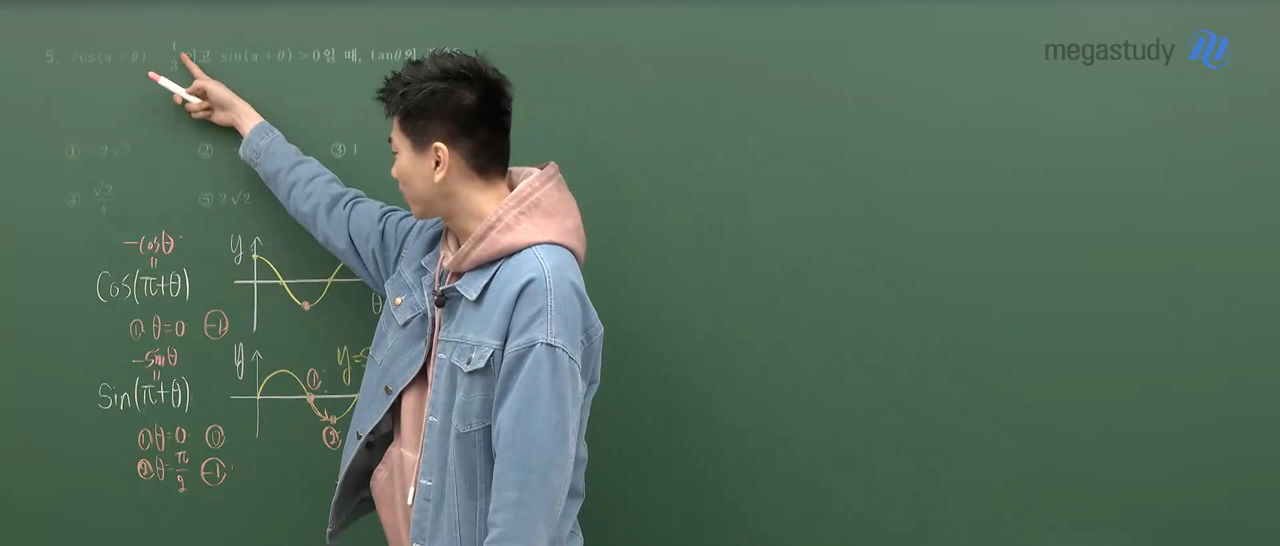 5. cos(π+θ) 1/3 이고 sin(π+θ)>0일 때, tanθ의
megastudy
① ② ③ 1
④ √2/4 ⑤ 2√2
-cosθ
=
Cos(π+θ)
① θ=0 -1
-Sinθ
=
Sin(π+θ)
① θ=0 0
② θ=π/2 -1
y
θ
y
y=
①
②